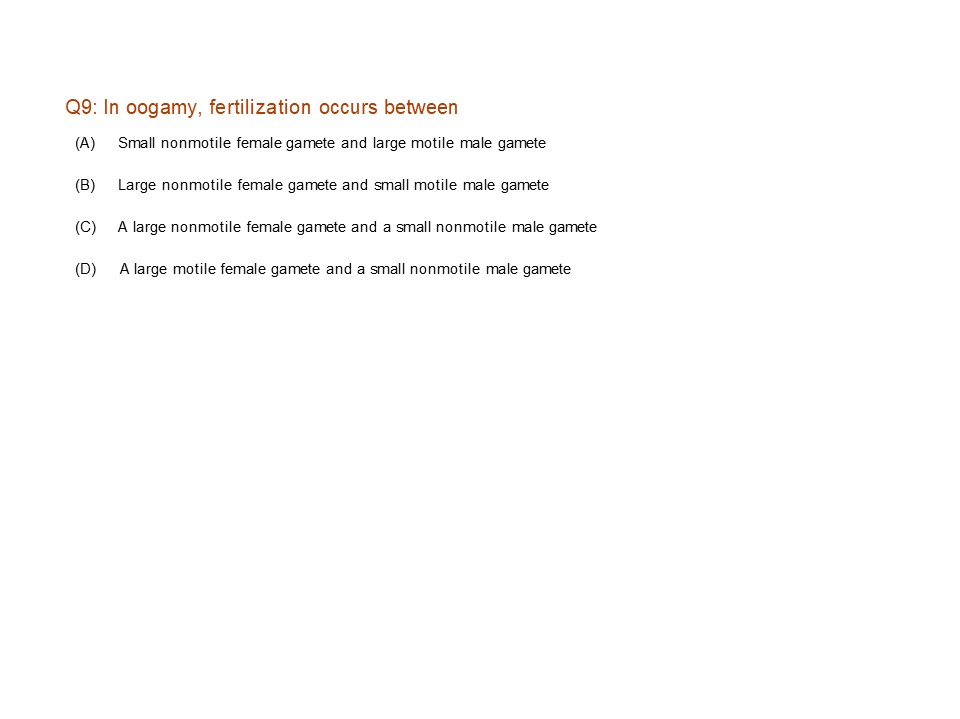 Q9: In oogamy, fertilization occurs between
(A) Small nonmotile female gamete and large motile male gamete
(B) Large nonmotile female gamete and small motile male gamete
(C) A large nonmotile female gamete and a small nonmotile male gamete
(D) A large motile female gamete and a small nonmotile male gamete